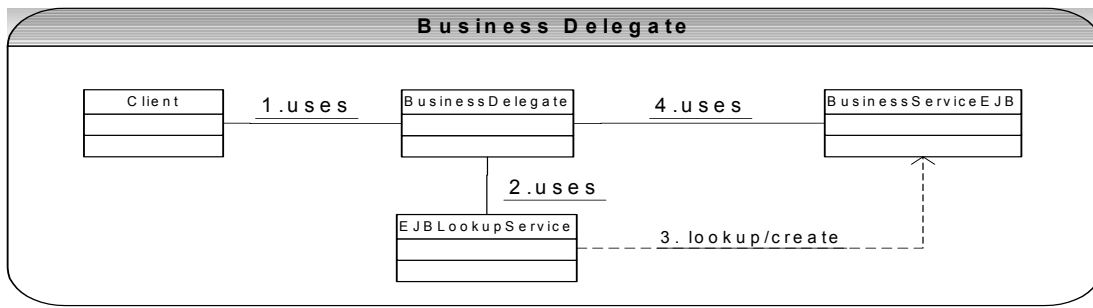 Business Delegate
Client
1.uses
BusinessDelegate
4.uses
BusinessServiceEJB
2.uses
EJBLookupService
3. lookup/create